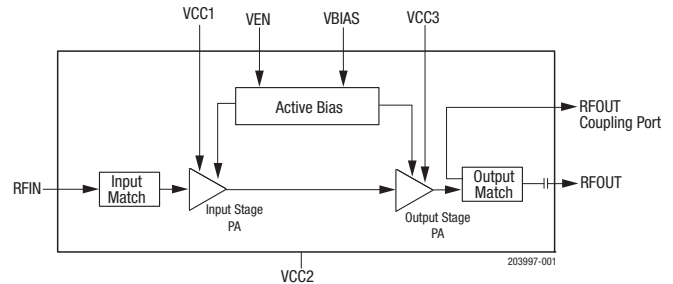 VCC1
VEN
VBIAS
VCC3
Active Bias
RFOUT
Coupling Port
RFIN
Input
Match
Input Stage
PA
Output Stage
PA
Output
Match
RFOUT
203997-001
VCC2